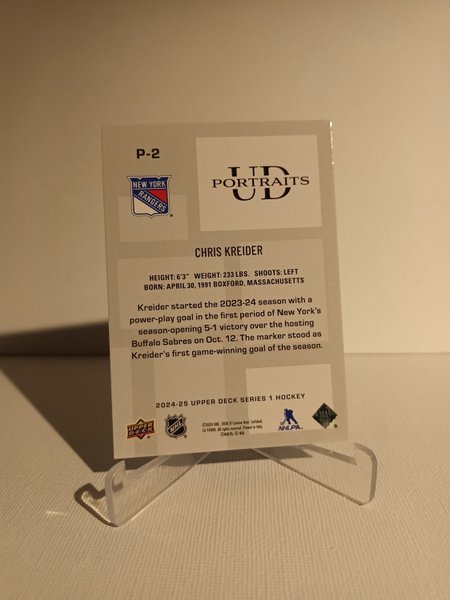 P-2
NEW YORK
RANGERS
UD
PORTRAITS
CHRIS KREIDER
HEIGHT: 6'3" WEIGHT: 233 LBS. SHOOTS: LEFT
BORN: APRIL 30, 1991 BOXFORD, MASSACHUSETTS
Kreider started the 2023-24 season with a
power-play goal in the first period of New York's
season-opening 5-1 victory over the hosting
Buffalo Sabres on Oct. 12. The marker stood as
Kreider's first game-winning goal of the season.
2024-25 UPPER DECK SERIES 1 HOCKEY
UPPER
DECK
NHL
NHLPA